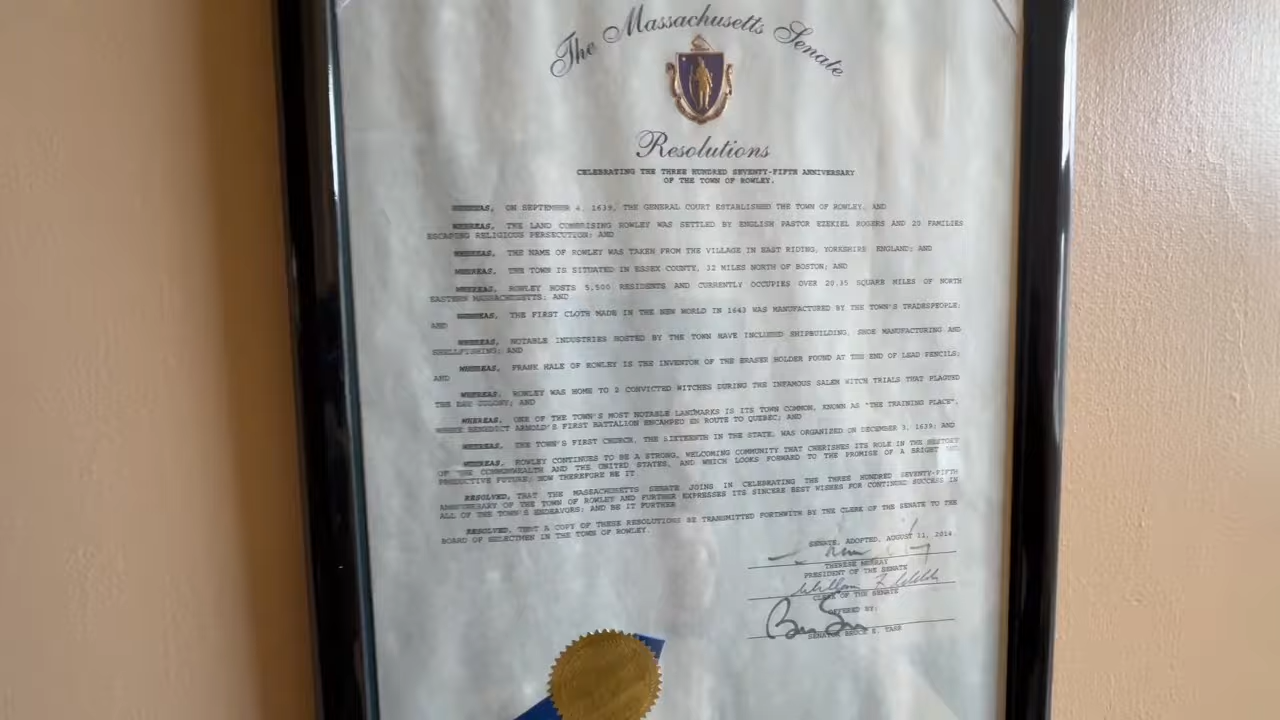 The Massachusetts Senate
Resolutions
CELEBRATING THE THREE HUNDRED SEVENTY-FIFTH ANNIVERSARY
OF THE TOWN OF ROWLEY.
WHEREAS, ON SEPTEMBER 4, 1639, THE GENERAL COURT ESTABLISHED THE TOWN OF ROWLEY, AND
WHEREAS, THE LAND COMPRISING ROWLEY WAS SETTLED BY ENGLISH PASTOR EZEKIEL ROGERS AND 20 FAMILIES
ESCAPING RELIGIOUS PERSECUTION; AND
WHEREAS, THE NAME OF ROWLEY WAS TAKEN FROM THE VILLAGE IN EAST RIDING, YORKSHIRE ENGLAND; AND
WHEREAS, THE TOWN IS SITUATED IN ESSEX COUNTY, 32 MILES NORTH OF BOSTON; AND
WHEREAS, ROWLEY HOSTS 5,500 RESIDENTS AND CURRENTLY OCCUPIES OVER 20.35 SQUARE MILES OF NORTH
EASTERN MASSACHUSETTS; AND
WHEREAS, THE FIRST CLOTH MADE IN THE NEW WORLD IN 1643 WAS MANUFACTURED BY THE TOWN'S TRADESPEOPLE;
AND
WHEREAS, NOTABLE INDUSTRIES HOSTED BY THE TOWN HAVE INCLUDED SHIPBUILDING, SHOE MANUFACTURING AND
SHELLFISHING; AND
WHEREAS, FRANK HALE OF ROWLEY IS THE INVENTOR OF THE ERASER HOLDER FOUND AT THE END OF LEAD PENCILS;
AND
WHEREAS, ROWLEY WAS HOME TO 2 CONVICTED WITCHES DURING THE INFAMOUS SALEM WITCH TRIALS THAT PLAGUED
THE BAY COLONY; AND
WHEREAS, ONE OF THE TOWN'S MOST NOTABLE LANDMARKS IS ITS TOWN COMMON, KNOWN AS "THE TRAINING PLACE",
WHERE BENEDICT ARNOLD'S FIRST BATTALION ENCAMPED EN ROUTE TO QUEBEC; AND
WHEREAS, THE TOWN'S FIRST CHURCH, THE SIXTEENTH IN THE STATE, WAS ORGANIZED ON DECEMBER 3, 1639; AND
WHEREAS, ROWLEY CONTINUES TO BE A STRONG, WELCOMING COMMUNITY THAT CHERISHES ITS ROLE IN THE HISTORY
OF THE COMMONWEALTH AND THE UNITED STATES, AND WHICH LOOKS FORWARD TO THE PROMISE OF A BRIGHT AND
PRODUCTIVE FUTURE; NOW THEREFORE BE IT
RESOLVED, THAT THE MASSACHUSETTS SENATE JOINS IN CELEBRATING THE THREE HUNDRED SEVENTY-FIFTH
ANNIVERSARY OF THE TOWN OF ROWLEY AND FURTHER EXPRESSES ITS SINCERE BEST WISHES FOR CONTINUED SUCCESS IN
ALL OF THE TOWN'S ENDEAVORS; AND BE IT FURTHER
RESOLVED, THAT A COPY OF THESE RESOLUTIONS BE TRANSMITTED FORTHWITH BY THE CLERK OF THE SENATE TO THE
BOARD OF SELECTMEN IN THE TOWN OF ROWLEY.
SENATE, ADOPTED, AUGUST 11, 2014
THERESE MURRAY
PRESIDENT OF THE SENATE
William F. Welch
CLERK OF THE SENATE
OFFERED BY:
SENATOR BRUCE E. TARR